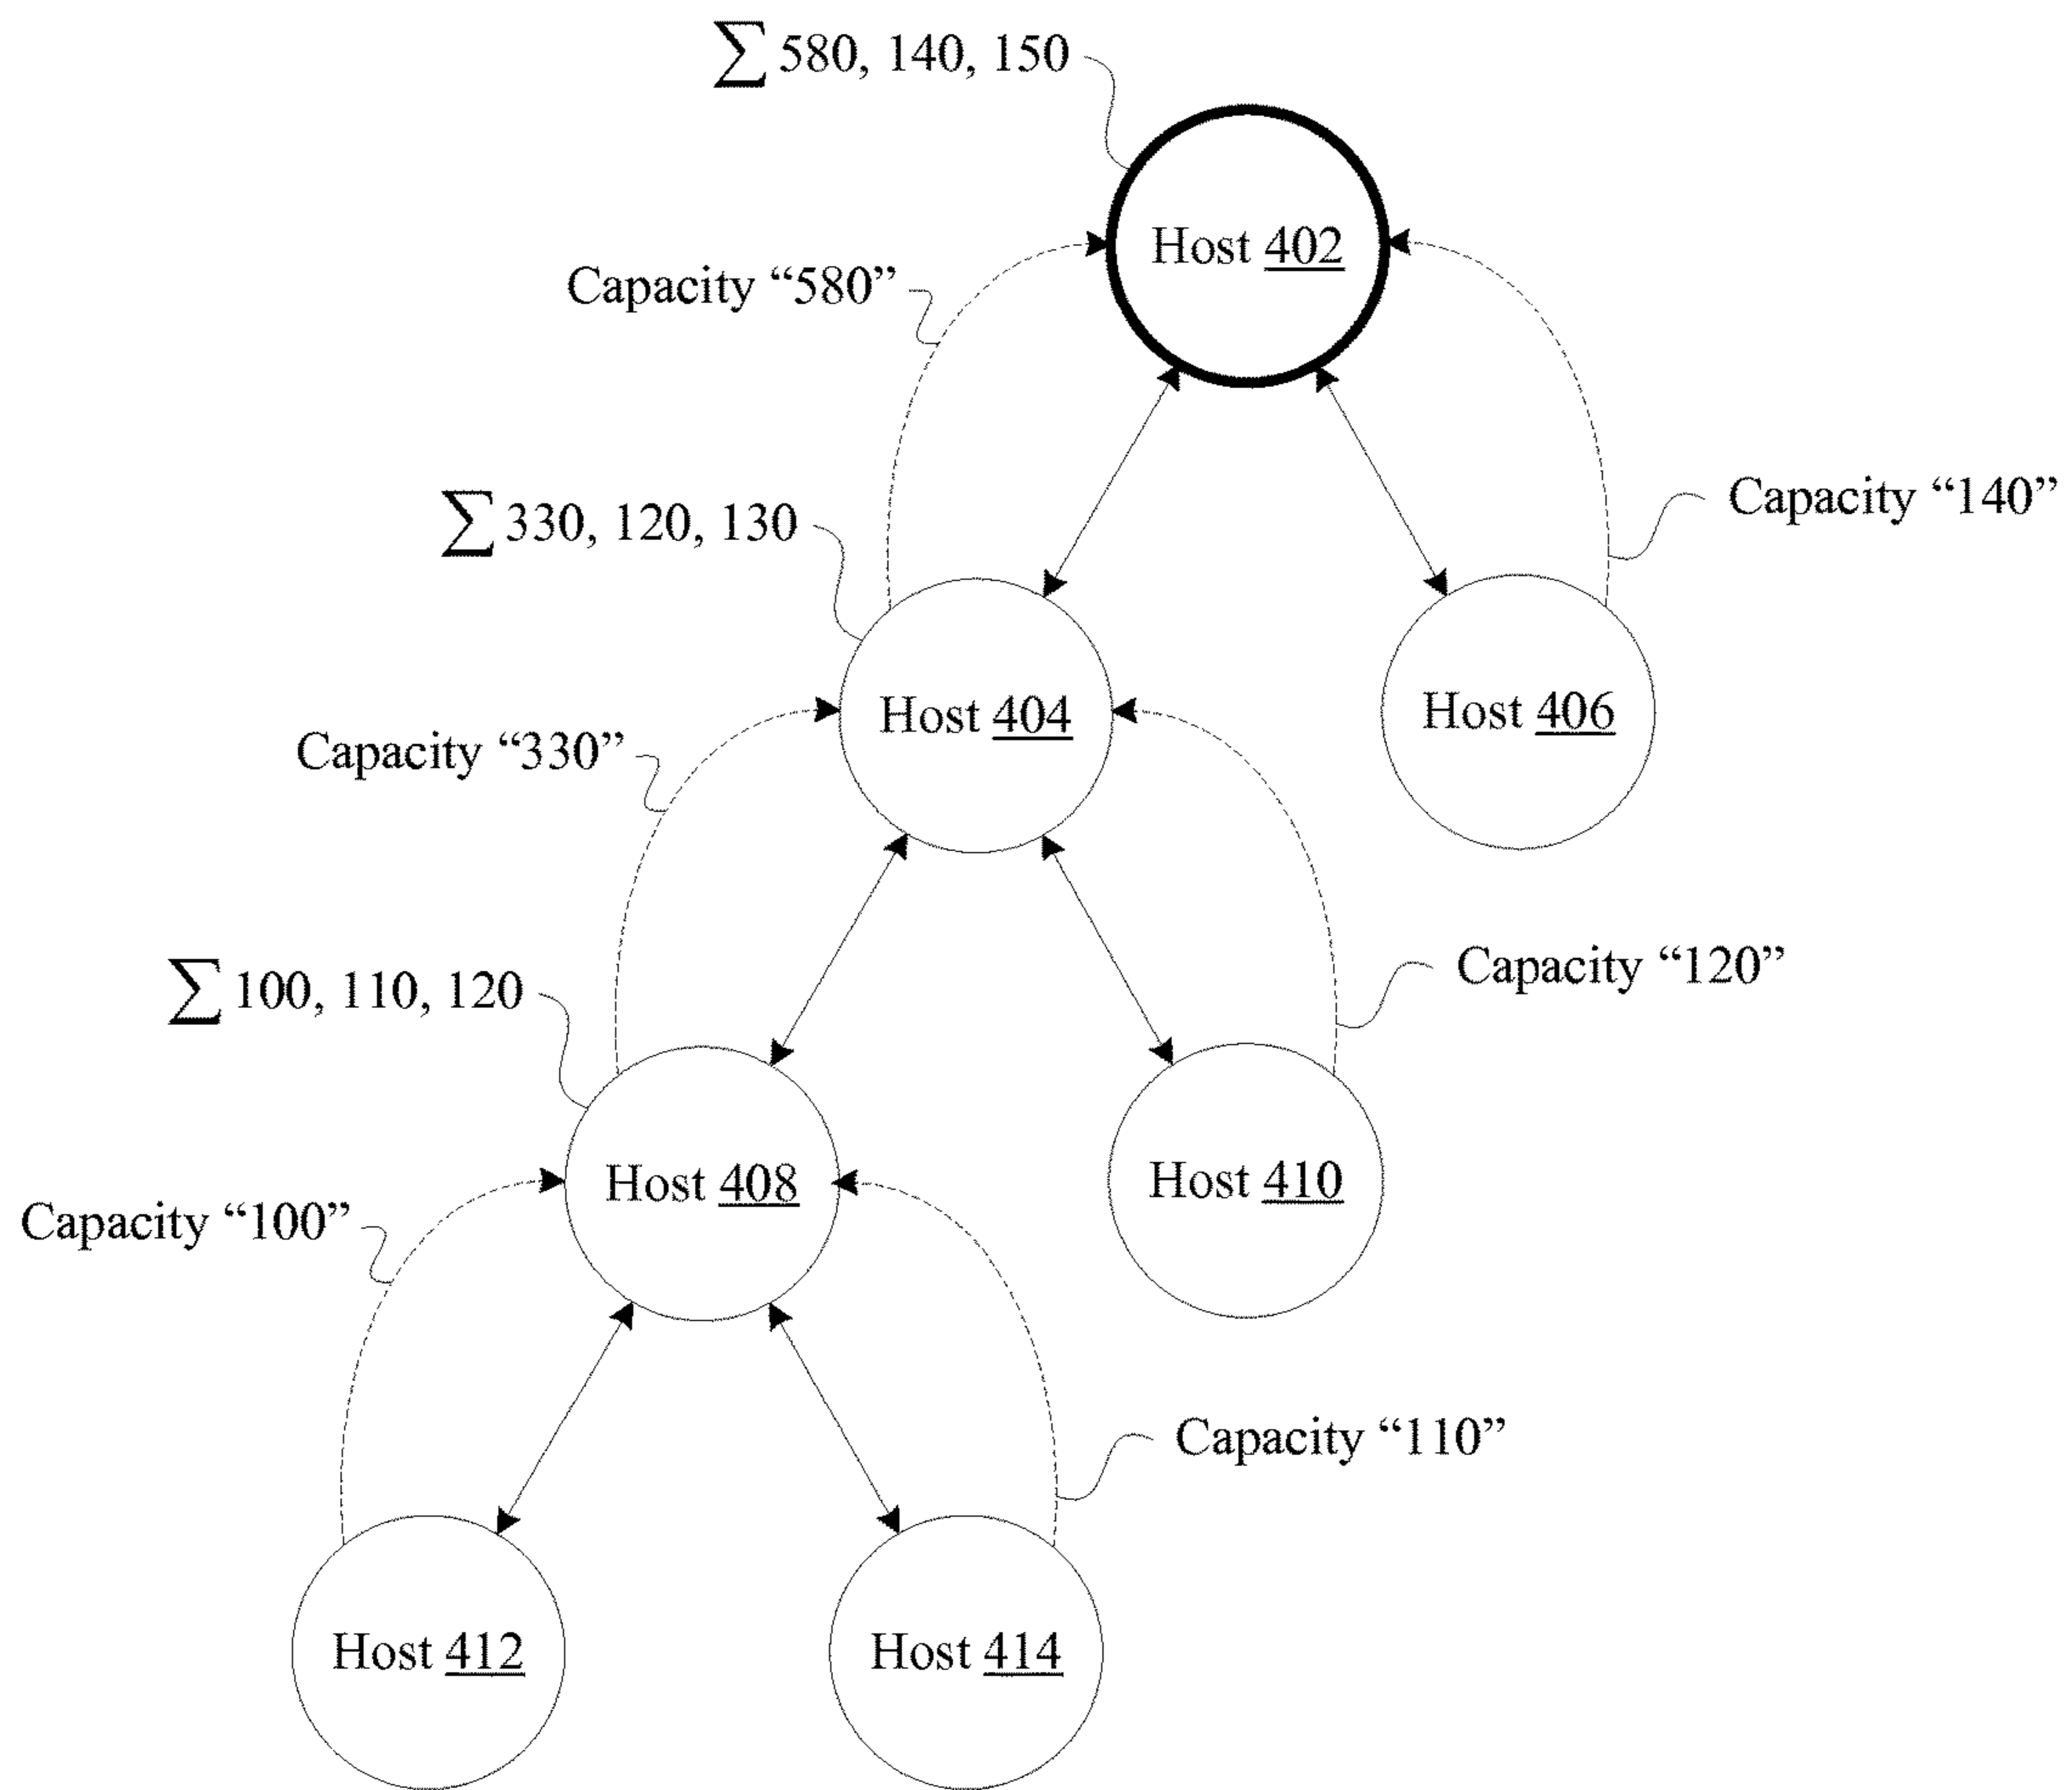 ∑ 580, 140, 150
Host 402
Capacity “580”
Capacity “140”
∑ 330, 120, 130
Host 404
Host 406
Capacity “330”
Capacity “120”
∑ 100, 110, 120
Host 408
Host 410
Capacity “100”
Capacity “110”
Host 412
Host 414